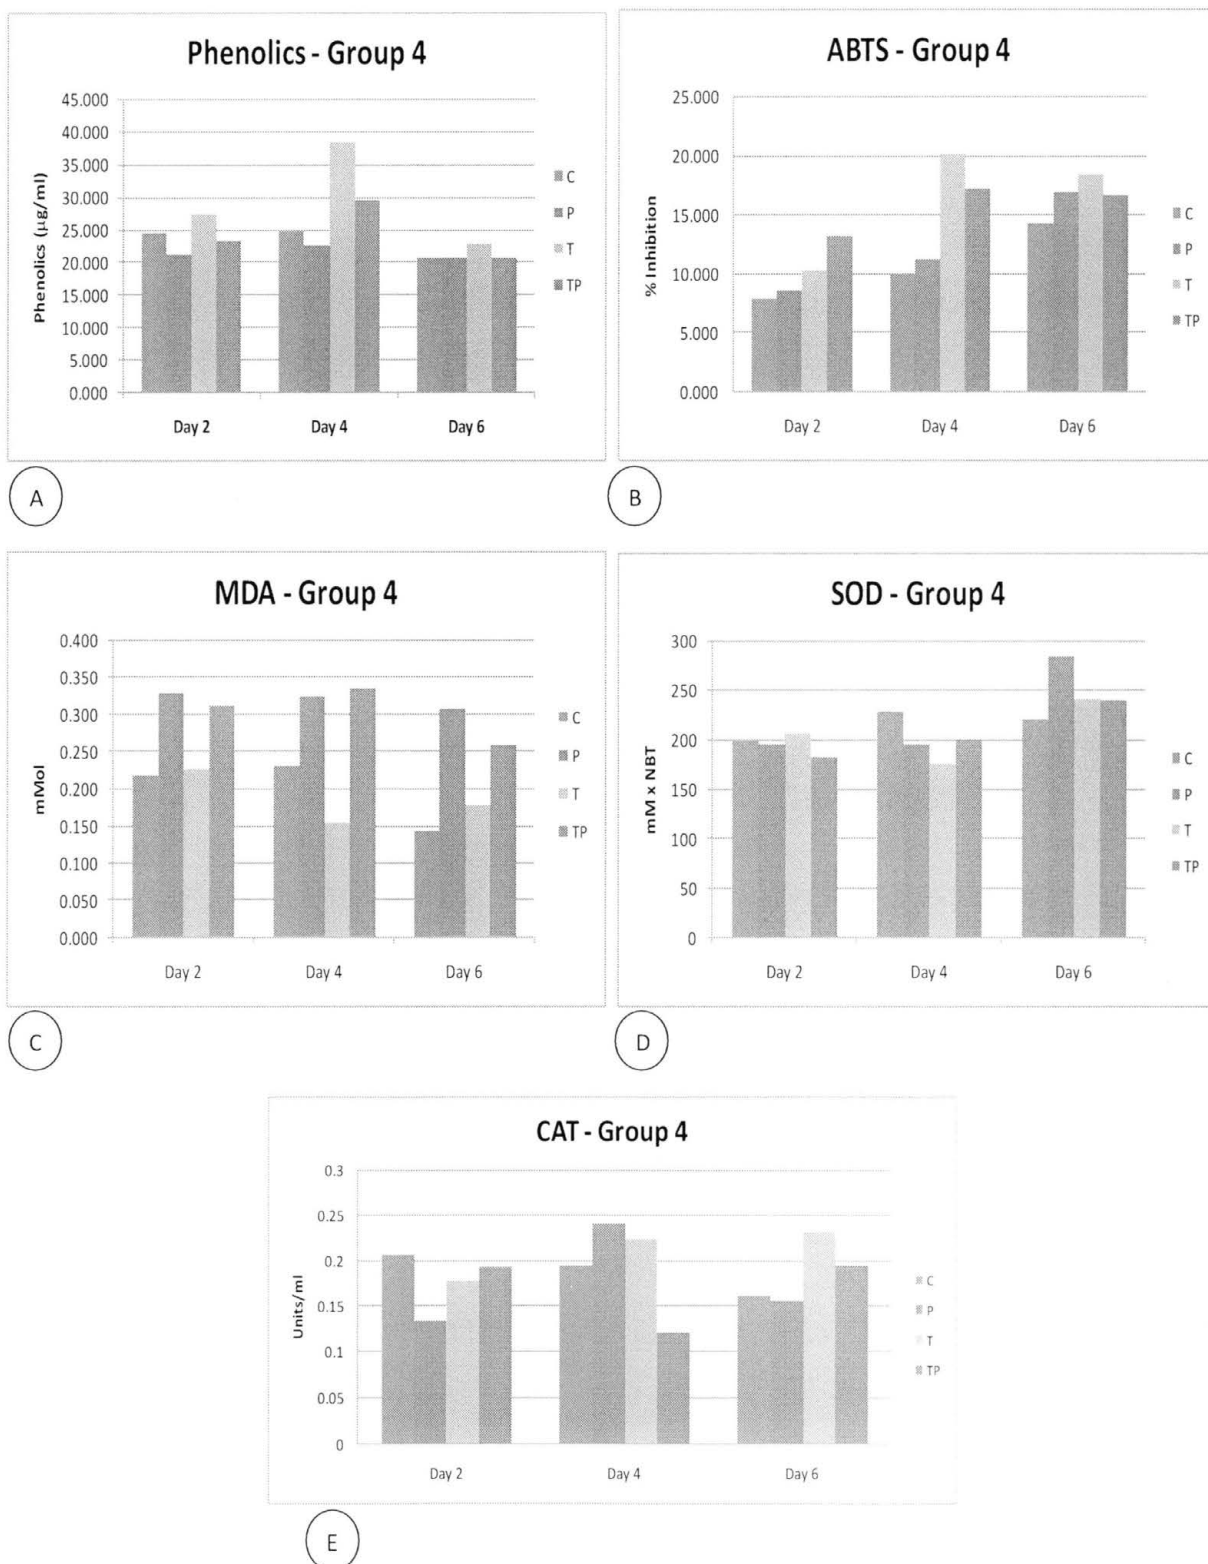 Phenolics - Group 4
45.000
40.000
35.000
30.000
25.000
20.000
15.000
10.000
5.000
0.000
Phenolics (µg/ml)
Day 2
Day 4
Day 6
C
P
T
TP
A
ABTS - Group 4
25.000
20.000
15.000
10.000
5.000
0.000
% Inhibition
Day 2
Day 4
Day 6
C
P
T
TP
B
MDA - Group 4
0.400
0.350
0.300
0.250
0.200
0.150
0.100
0.050
0.000
mMol
Day 2
Day 4
Day 6
C
P
T
TP
C
SOD - Group 4
300
250
200
150
100
50
0
mM x NBT
Day 2
Day 4
Day 6
C
P
T
TP
D
CAT - Group 4
0.3
0.25
0.2
0.15
0.1
0.05
0
Units/ml
Day 2
Day 4
Day 6
C
P
T
TP
E